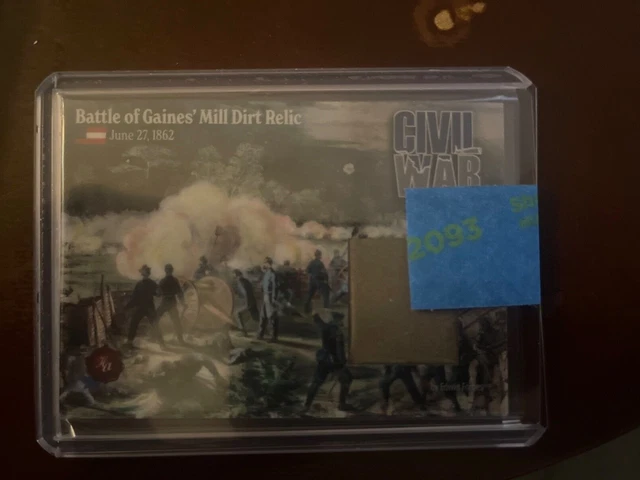 Battle of Gaines' Mill Dirt Relic
June 27, 1862
CIVIL
WAR
2093